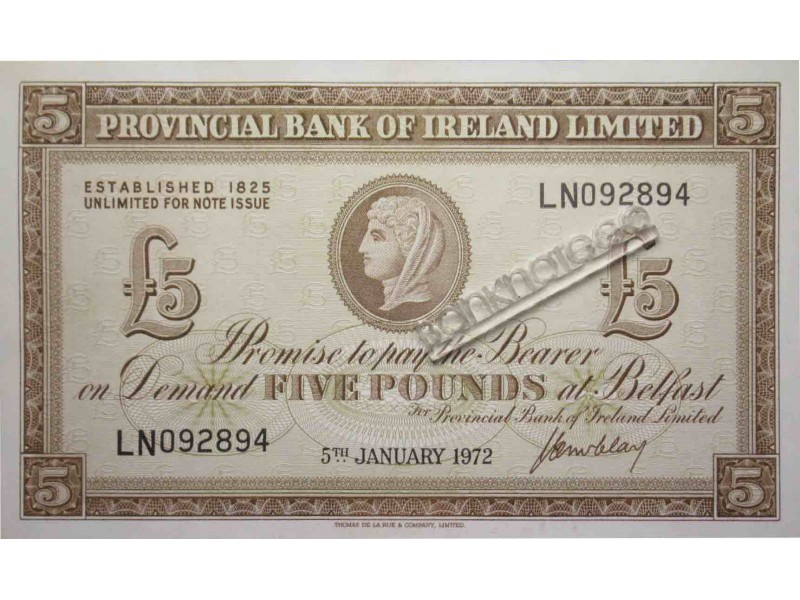 5 5
PROVINCIAL BANK OF IRELAND LIMITED
ESTABLISHED 1825
UNLIMITED FOR NOTE ISSUE
LN092894
£5 £5
I Promise to pay the Bearer
on Demand FIVE POUNDS at Belfast
For Provincial Bank of Ireland Limited
LN092894
5TH JANUARY 1972
5 5
THOMAS DE LA RUE & COMPANY, LIMITED.